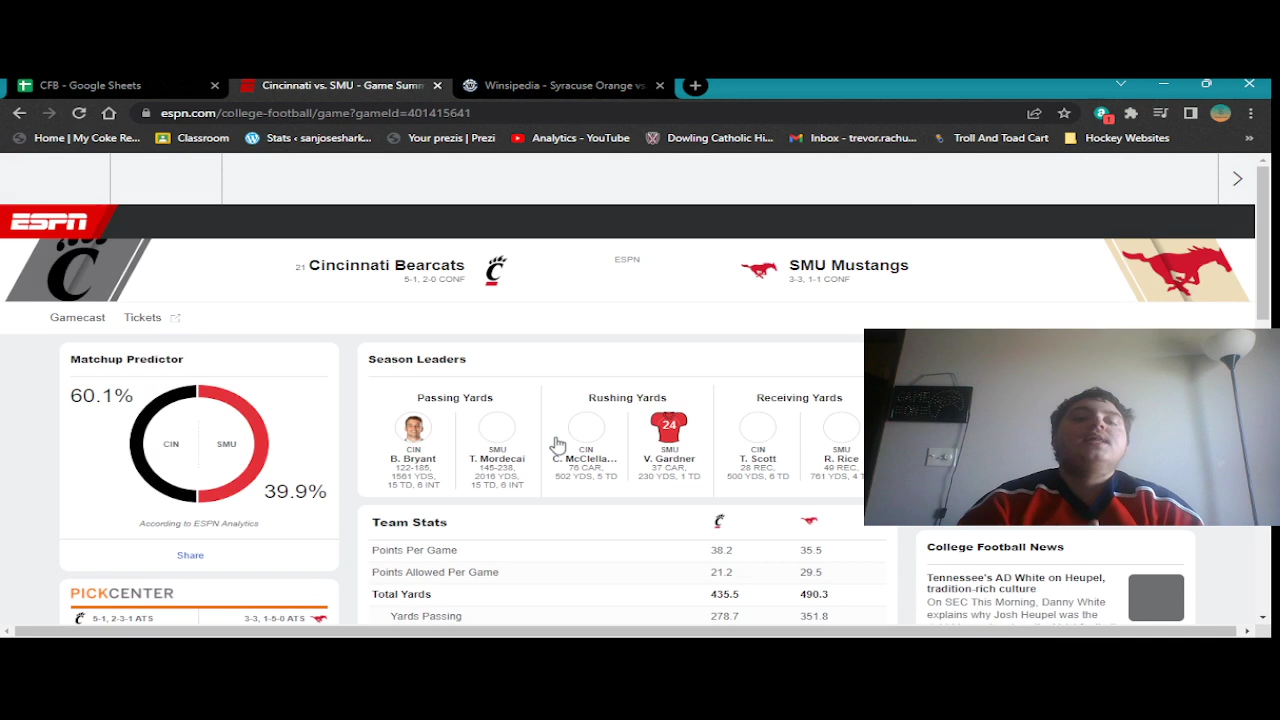 CFB - Google Sheets
Cincinnati vs. SMU - Game Summ
Winsipedia - Syracuse Orange vs
espn.com/college-football/game?gameId=401415641
Home | My Coke Re...
Classroom
Stats ‹ sanjoseshark...
Your prezis | Prezi
Analytics - YouTube
Dowling Catholic Hi...
Inbox - trevor.rachu...
Troll And Toad Cart
Hockey Websites
ESPN
21 Cincinnati Bearcats
5-1, 2-0 CONF
ESPN
SMU Mustangs
3-3, 1-1 CONF
Gamecast
Tickets
Matchup Predictor
60.1%
CIN
SMU
39.9%
According to ESPN Analytics
Share
PICKCENTER
5-1, 2-3-1 ATS
3-3, 1-5-0 ATS
Season Leaders
Passing Yards
CIN
B. Bryant
122-185,
1561 YDS,
15 TD, 6 INT
SMU
T. Mordecai
145-238,
2016 YDS,
15 TD, 6 INT
Rushing Yards
CIN
C. McClella...
76 CAR,
502 YDS, 5 TD
24
SMU
V. Gardner
37 CAR,
230 YDS, 1 TD
Receiving Yards
CIN
T. Scott
28 REC,
500 YDS, 6 TD
SMU
R. Rice
49 REC,
761 YDS, 4 T
Team Stats
Points Per Game 38.2 35.5
Points Allowed Per Game 21.2 29.5
Total Yards 435.5 490.3
Yards Passing 278.7 351.8
College Football News
Tennessee's AD White on Heupel,
tradition-rich culture
On SEC This Morning, Danny White
explains why Josh Heupel was the